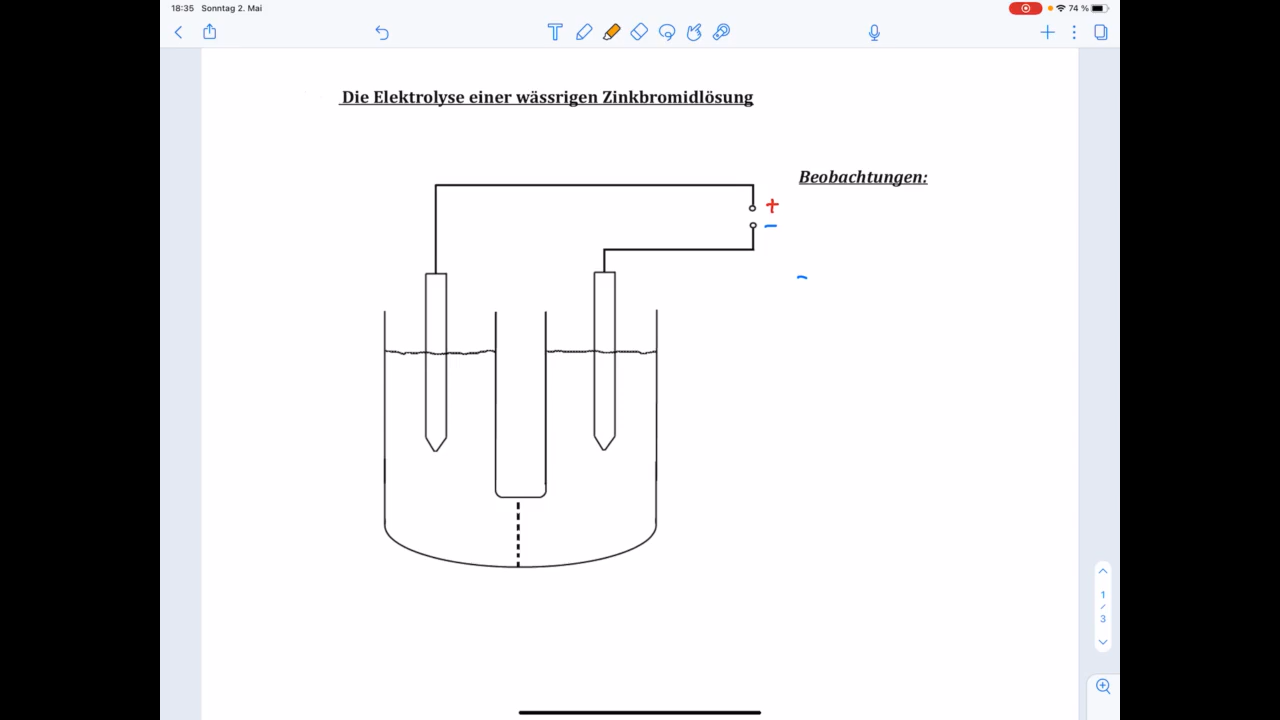 18:35 Sonntag 2. Mai 74 %
Die Elektrolyse einer wässrigen Zinkbromidlösung
Beobachtungen:
+
−
−
1
/
3